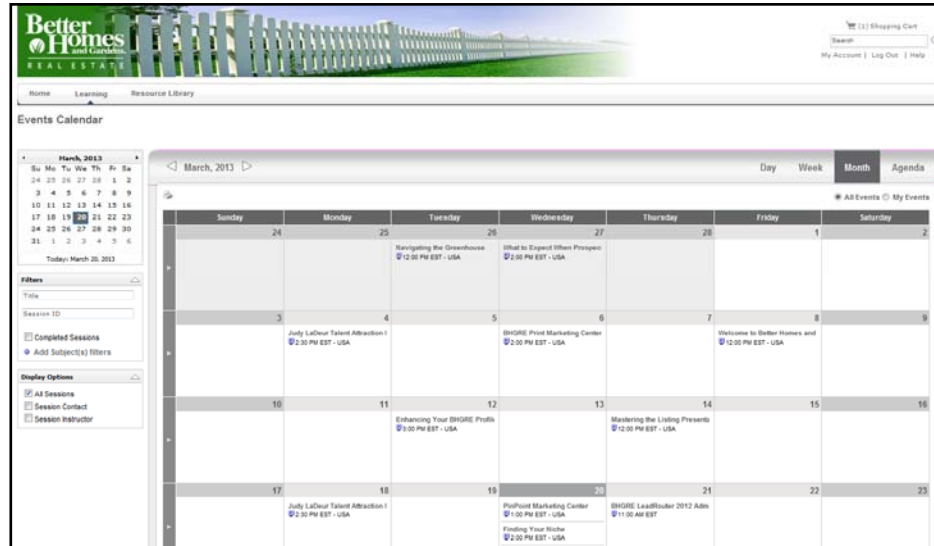 Better
Homes
and Gardens
REAL ESTATE
(1) Shopping Cart
Search
My Account | Log Out | Help
Home Learning Resource Library
Events Calendar
March, 2013
Su Mo Tu We Th Fr Sa
24 25 26 27 28 1 2
3 4 5 6 7 8 9
10 11 12 13 14 15 16
17 18 19 20 21 22 23
24 25 26 27 28 29 30
31 1 2 3 4 5 6
Today: March 20, 2013
Filters
Title
Session ID
Completed Sessions
Add Subject(s) filters
Display Options
All Sessions
Session Contact
Session Instructor
March, 2013 Day Week Month Agenda
All Events My Events
Sunday Monday Tuesday Wednesday Thursday Friday Saturday
24 25 26 27 28 1 2
Navigating the Greenhouse What to Expect When Prospec
12:00 PM EST - USA 2:00 PM EST - USA
3 4 5 6 7 8 9
Judy LaDeur Talent Attraction I BHGRE Print Marketing Center Welcome to Better Homes and
2:30 PM EST - USA 2:00 PM EST - USA 12:00 PM EST - USA
10 11 12 13 14 15 16
Enhancing Your BHGRE Profile Mastering the Listing Presenta
3:00 PM EST - USA 12:00 PM EST - USA
17 18 19 20 21 22 23
Judy LaDeur Talent Attraction I PinPoint Marketing Center BHGRE LeadRouter 2012 Adm
2:30 PM EST - USA 1:00 PM EST - USA 11:00 AM EST
Finding Your Niche
2:00 PM EST - USA